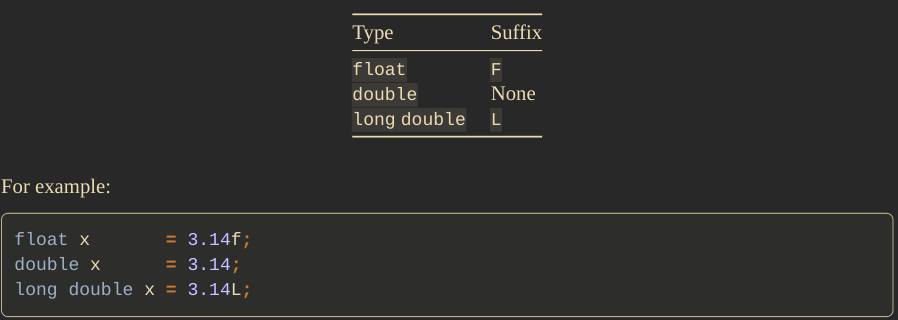 Type Suffix
float F
double None
long double L
For example:
float x       = 3.14f;
double x      = 3.14;
long double x = 3.14L;